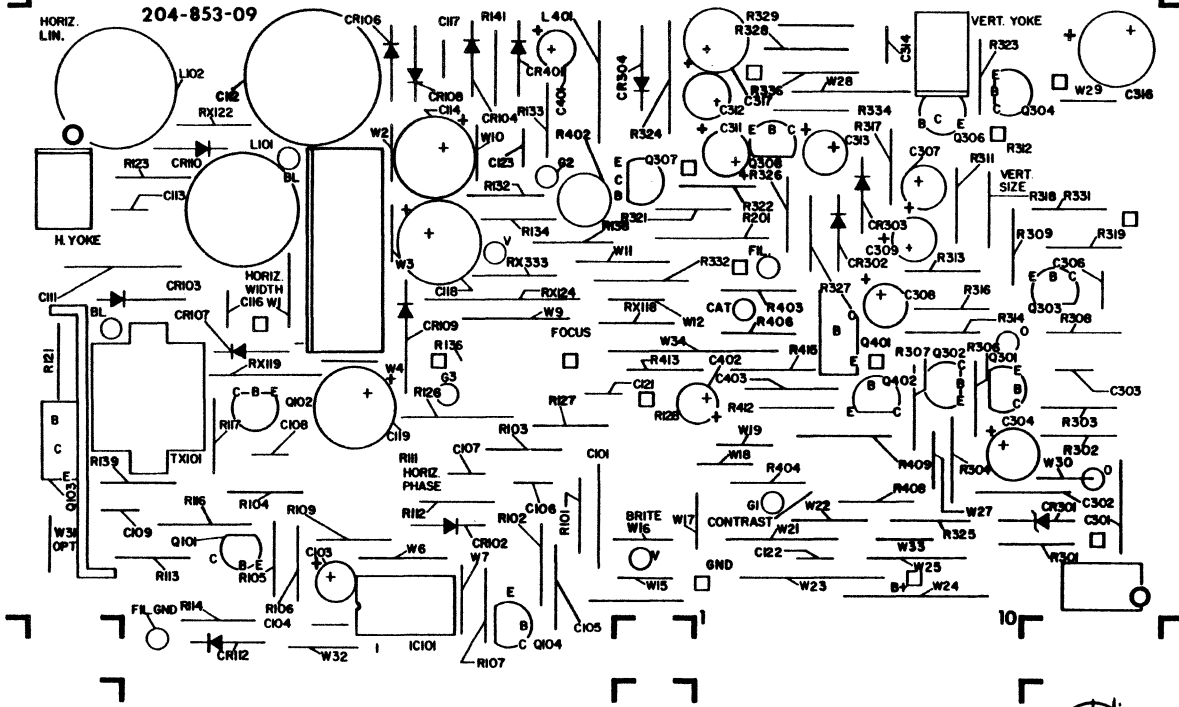 204-853-09
HORIZ.
LIN.
CR106
C117
R141
L401
R329
R328
VERT. YOKE
C314
R323
L102
C112
CR108
CR401
C401
CR304
R336
C317
W28
W29
C316
E
B
C
Q304
RX122
C114
CR104
R133
C312
R334
W2
W10
R402
R324
C311
E B C
C313
R317
B C E
Q306
R312
L101
BL
R123
CR110
C123
G2
E
C
B
Q307
Q308
R326
C307
R311
VERT.
SIZE
C113
R132
R322
R318
R331
R321
R201
H. YOKE
R134
R138
CR303
R309
R319
V
W11
FIL.
C309
W3
RX333
R332
CR302
R313
C306
E B C
Q303
C111
HORIZ.
WIDTH
C116 W1
CR103
C118
RX124
R403
R327
C308
R316
BL
CR107
CR109
W9
RX118
W12
CAT
R406
O
B
E
R314
O
R308
R121
FOCUS
R136
W34
Q401
R307
Q302
R306
Q301
RX119
W4
R413
C402
R415
C
B
E
E
B
C
C303
C-B-E
Q102
G3
R126
C121
C403
B
E C
Q402
R117
C108
C119
R127
R128
R412
C304
R303
B
C
E
Q103
R139
TX101
R103
W19
R302
R111
HORIZ.
PHASE
C107
C101
W18
R409
R304
W30
O
R404
R116
R104
R109
R112
R102
C106
R101
BRITE
W16
W17
G1
CONTRAST
W22
R408
W27
C302
CR301
C301
W31
OPT
C109
Q101
C
B E
CR102
W21
R325
R113
R105
C103
W6
W7
V
C122
W33
R301
GND
W25
W15
W23
B+
W24
FIL GND
R114
R106
C104
E
B
C
Q104
C105
1
10
CR112
W32
1
IC101
R107